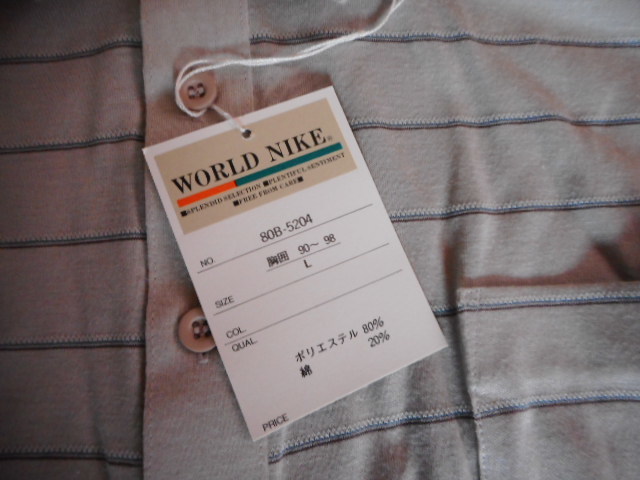 WORLD NIKE®
■SPLENDID SELECTION ■PLENTIFUL SENTIMENT
■FREE FROM CARE■
NO. 80B-5204
胸囲 90～98
SIZE L
COL.
QUAL.
ポリエステル 80%
綿 20%
PRICE